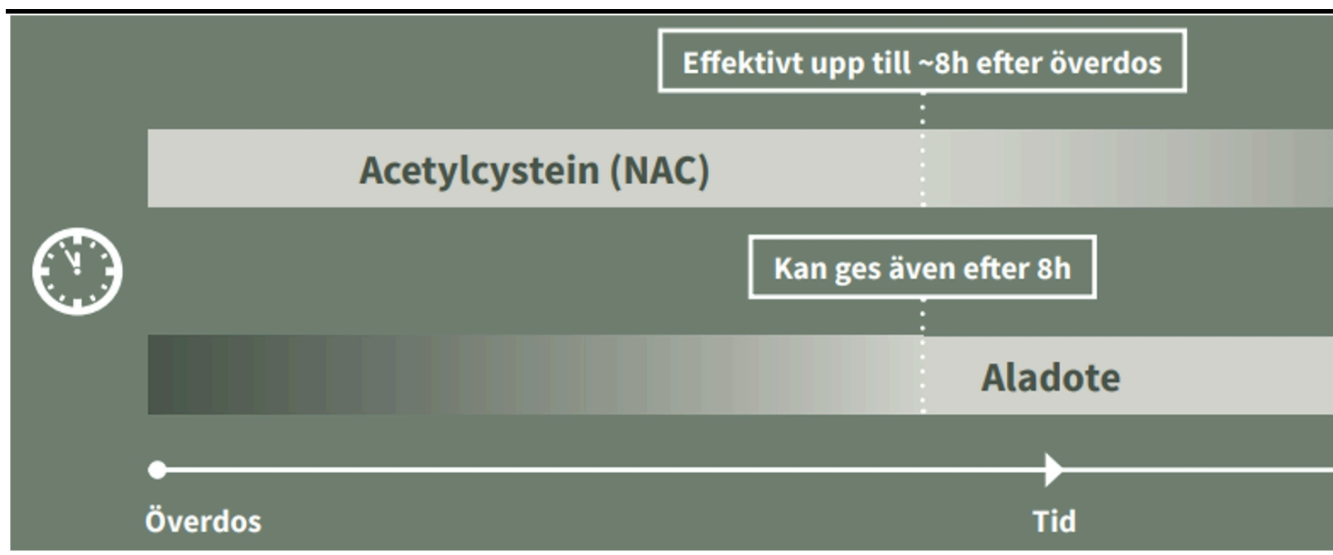 Effektivt upp till ~8h efter överdos
Acetylcystein (NAC)
Kan ges även efter 8h
Aladote
Överdos
Tid